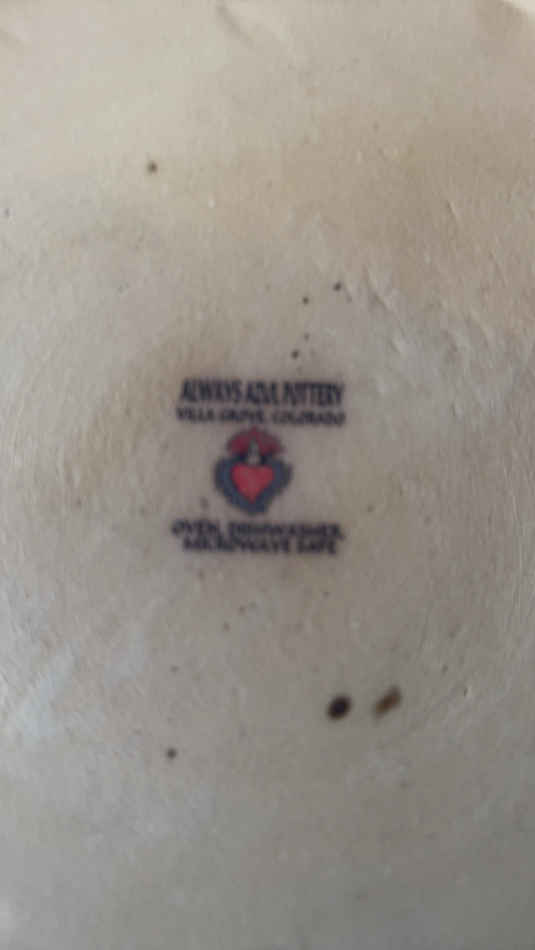 ALWAYS AZUL POTTERY
VILLA GROVE, COLORADO
OVEN, DISHWASHER,
MICROWAVE SAFE